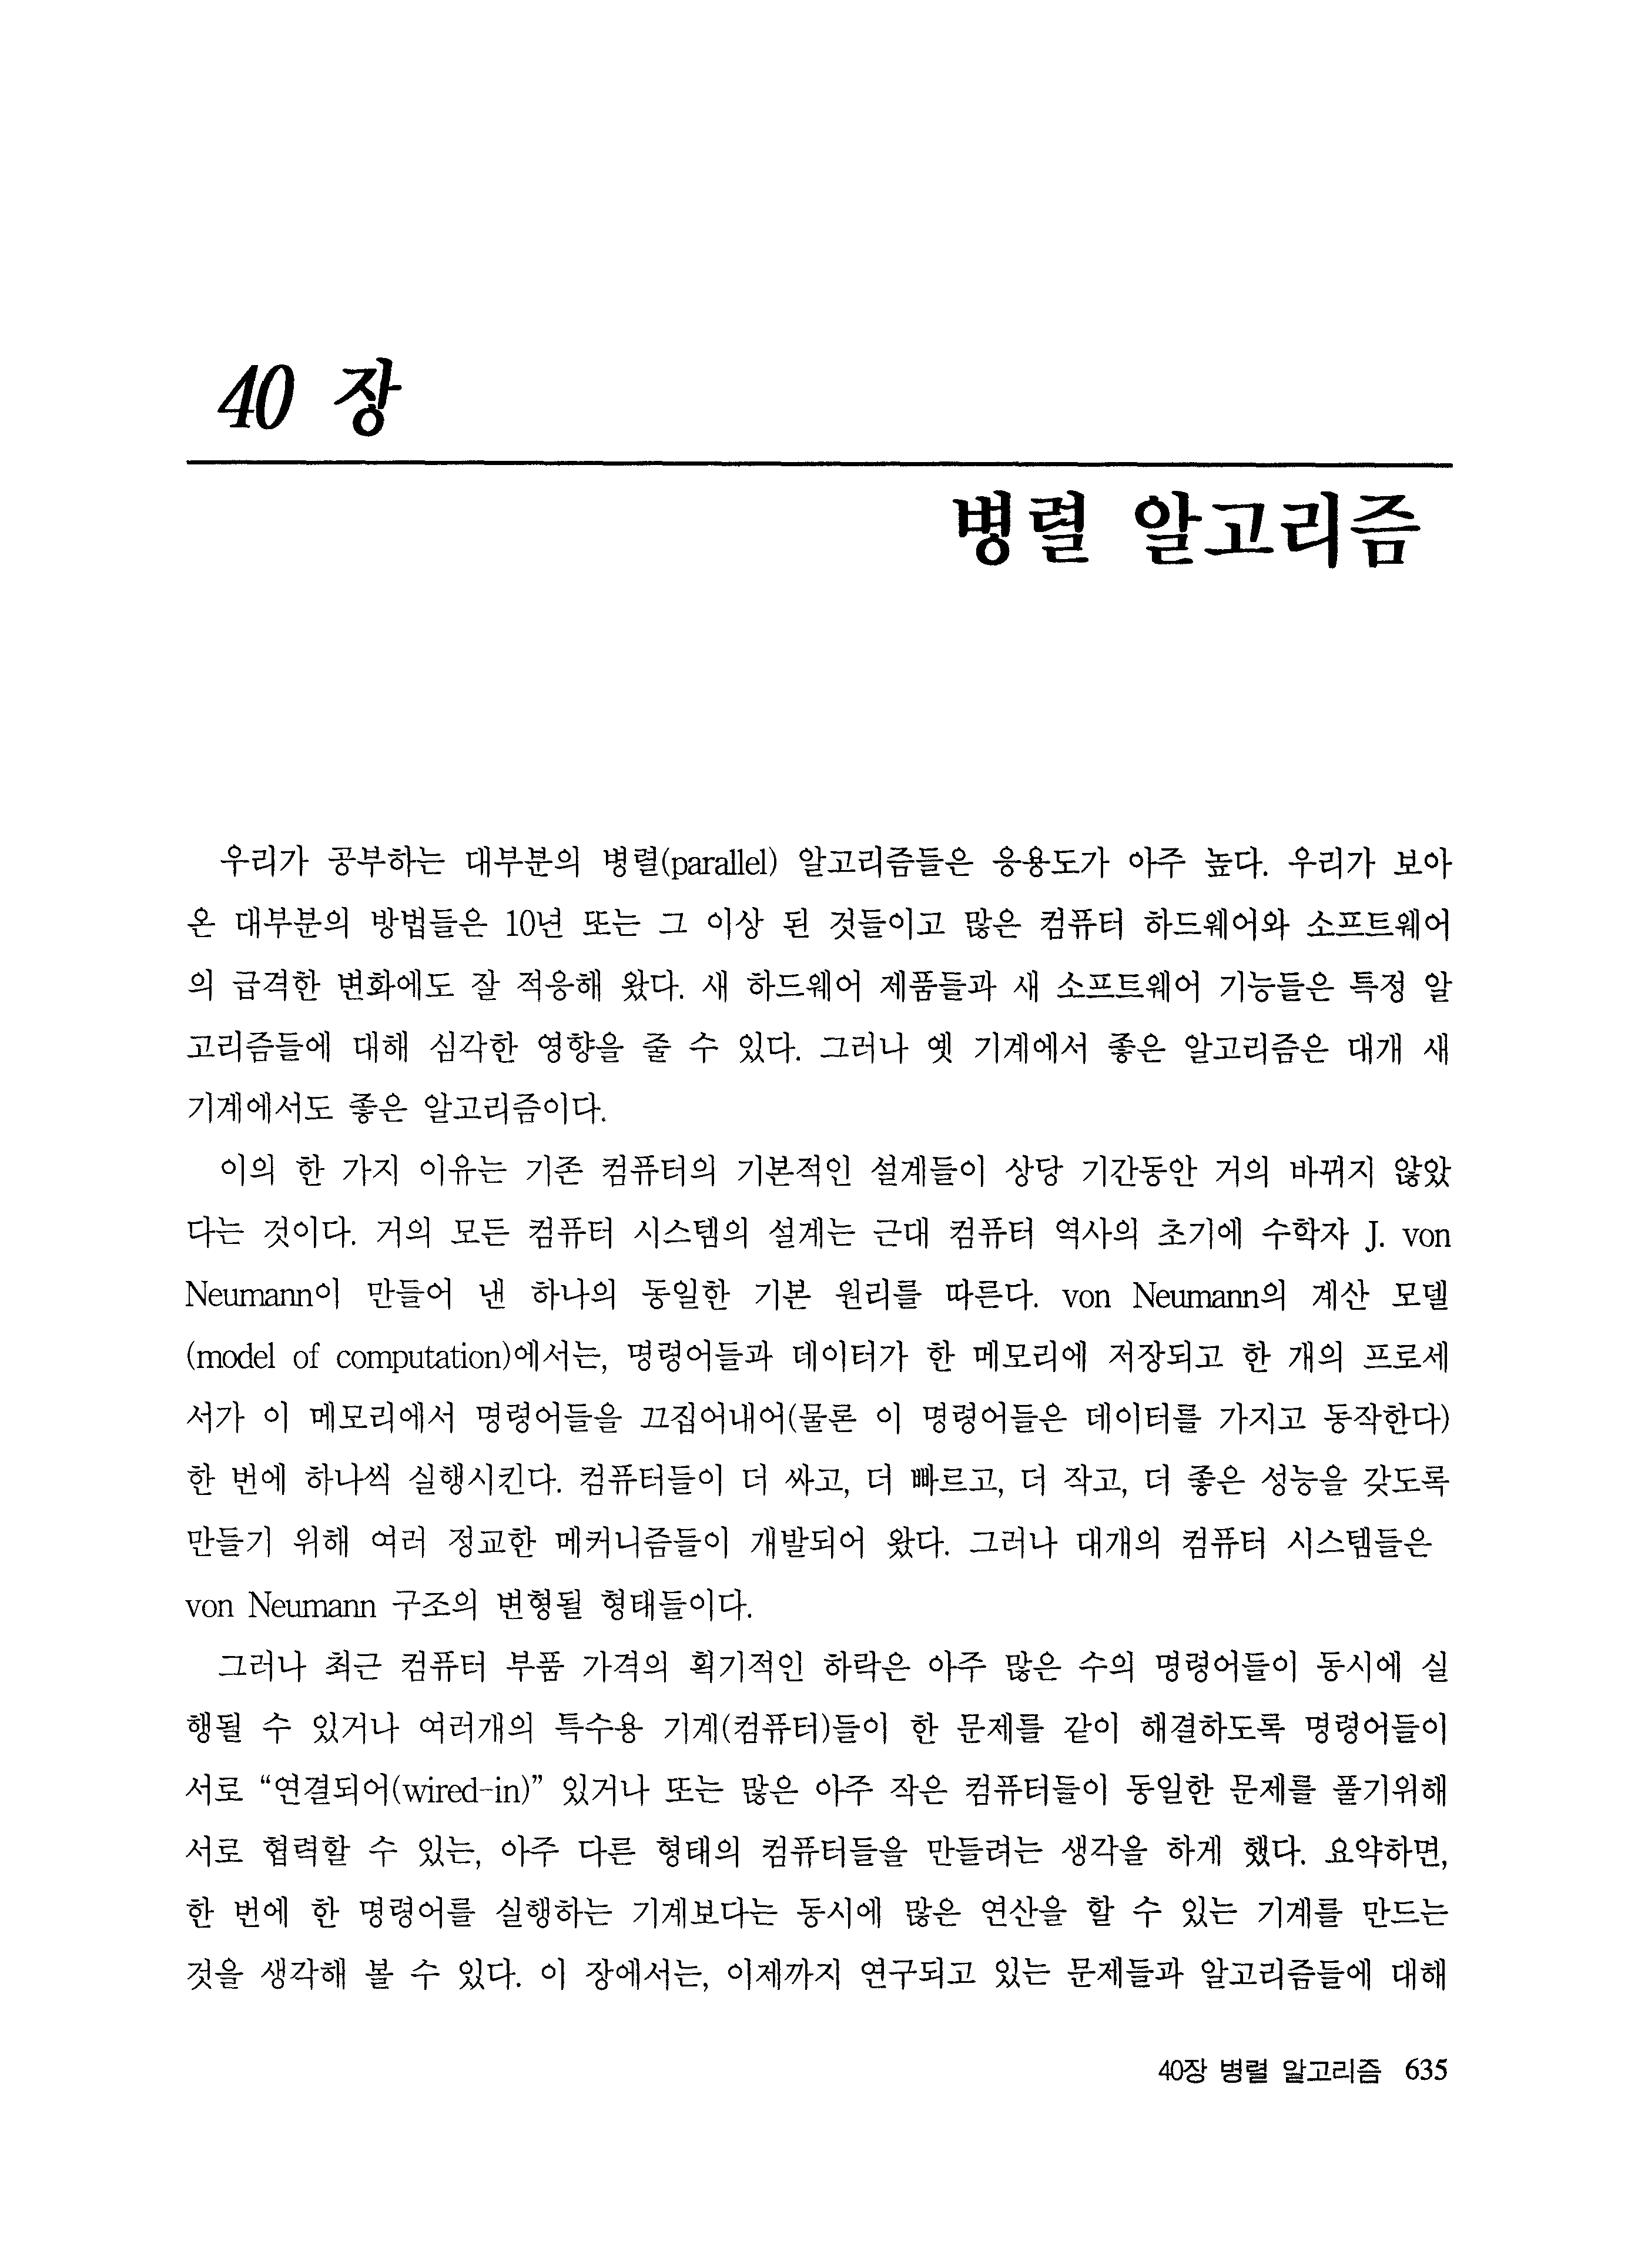 40 장
병렬 알고리즘
우리가 공부하는 대부분의 병렬(parallel) 알고리즘들은 응용도가 아주 높다. 우리가 보아
온 대부분의 방법들은 10년 또는 그 이상 된 것들이고 많은 컴퓨터 하드웨어와 소프트웨어
의 급격한 변화에도 잘 적응해 왔다. 새 하드웨어 제품들과 새 소프트웨어 기능들은 특정 알
고리즘들에 대해 심각한 영향을 줄 수 있다. 그러나 옛 기계에서 좋은 알고리즘은 대개 새
기계에서도 좋은 알고리즘이다.
이의 한 가지 이유는 기존 컴퓨터의 기본적인 설계들이 상당 기간동안 거의 바뀌지 않았
다는 것이다. 거의 모든 컴퓨터 시스템의 설계는 근대 컴퓨터 역사의 초기에 수학자 J. von
Neumann이 만들어 낸 하나의 동일한 기본 원리를 따른다. von Neumann의 계산 모델
(model of computation)에서는, 명령어들과 데이터가 한 메모리에 저장되고 한 개의 프로세
서가 이 메모리에서 명령어들을 끄집어내어(물론 이 명령어들은 데이터를 가지고 동작한다)
한 번에 하나씩 실행시킨다. 컴퓨터들이 더 싸고, 더 빠르고, 더 작고, 더 좋은 성능을 갖도록
만들기 위해 여러 정교한 메커니즘들이 개발되어 왔다. 그러나 대개의 컴퓨터 시스템들은
von Neumann 구조의 변형될 형태들이다.
그러나 최근 컴퓨터 부품 가격의 획기적인 하락은 아주 많은 수의 명령어들이 동시에 실
행될 수 있거나 여러개의 특수용 기계(컴퓨터)들이 한 문제를 같이 해결하도록 명령어들이
서로 “연결되어(wired-in)” 있거나 또는 많은 아주 작은 컴퓨터들이 동일한 문제를 풀기위해
서로 협력할 수 있는, 아주 다른 형태의 컴퓨터들을 만들려는 생각을 하게 했다. 요약하면,
한 번에 한 명령어를 실행하는 기계보다는 동시에 많은 연산을 할 수 있는 기계를 만드는
것을 생각해 볼 수 있다. 이 장에서는, 이제까지 연구되고 있는 문제들과 알고리즘들에 대해
40장 병렬 알고리즘 635